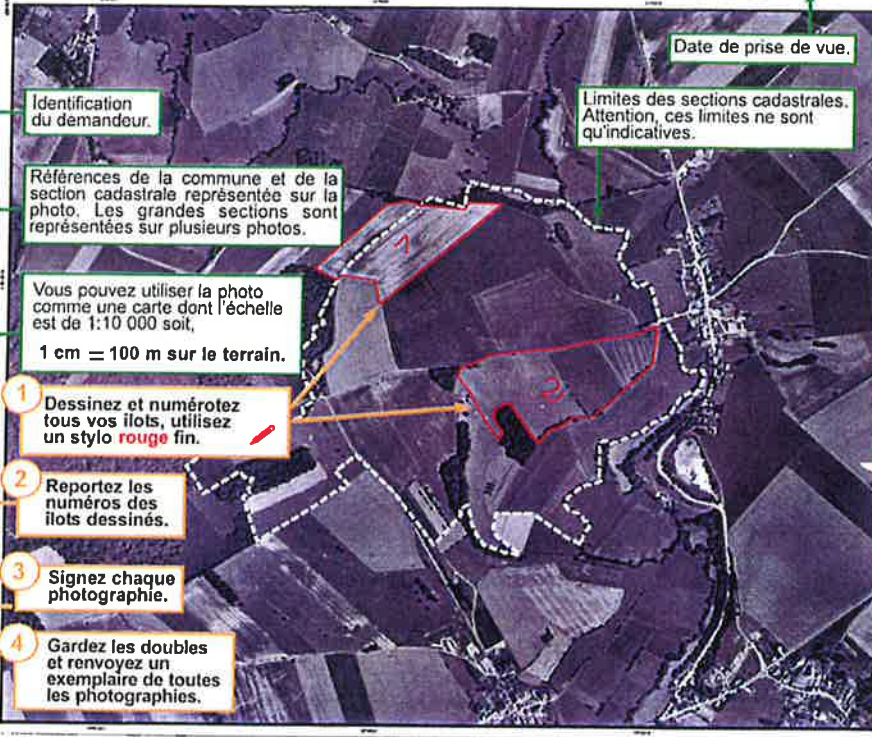 Date de prise de vue.
Identification
du demandeur.
Limites des sections cadastrales.
Attention, ces limites ne sont
qu'indicatives.
Références de la commune et de la
section cadastrale représentée sur la
photo. Les grandes sections sont
représentées sur plusieurs photos.
1
Vous pouvez utiliser la photo
comme une carte dont l'échelle
est de 1:10 000 soit,
1 cm = 100 m sur le terrain.
2
1
Dessinez et numérotez
tous vos ilots, utilisez
un stylo rouge fin.
2
Reportez les
numéros des
ilots dessinés.
3
Signez chaque
photographie.
4
Gardez les doubles
et renvoyez un
exemplaire de toutes
les photographies.